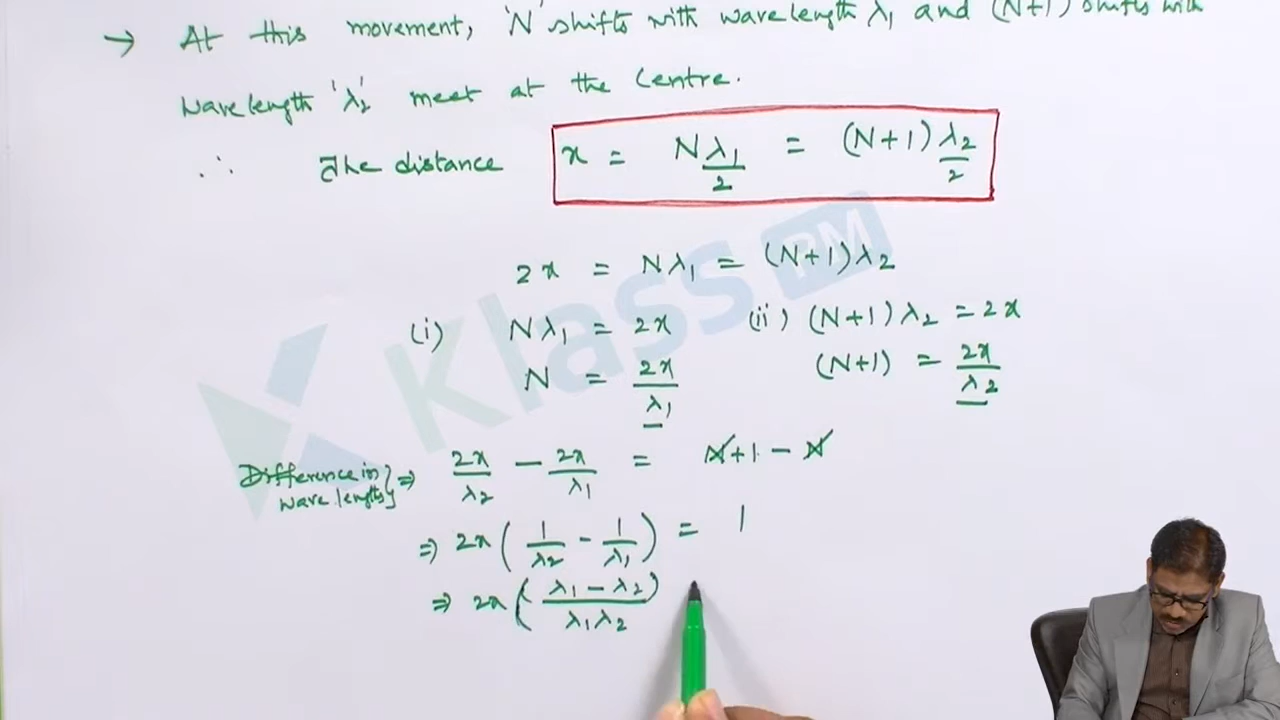 → At this movement, 'N' shifts with wavelength λ₁ and (N+1) shifts with
wavelength 'λ₂' meet at the centre.
∴ The distance x = Nλ₁/2 = (N+1)λ₂/2
2x = Nλ₁ = (N+1)λ₂
(i) Nλ₁ = 2x (ii) (N+1)λ₂ = 2x
N = 2x/λ₁ (N+1) = 2x/λ₂
Difference in wavelengths} ⇒ 2x/λ₂ - 2x/λ₁ = N+1 - N
⇒ 2x(1/λ₂ - 1/λ₁) = 1
⇒ 2x((λ₁ - λ₂)/λ₁λ₂)
Klass PM